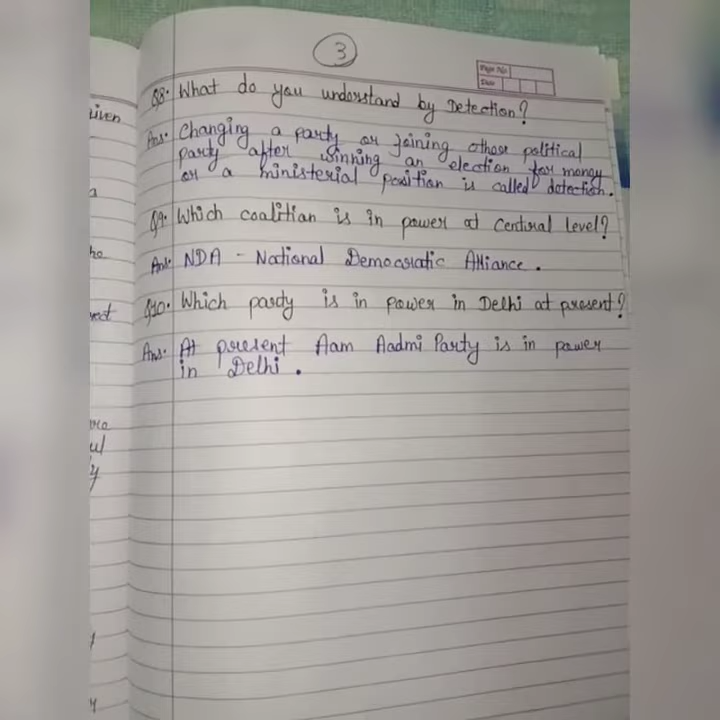 3
Page No.
Date
Q8. What do you understand by Detection?
Ans. Changing a party or joining other political
party after winning an election for money
or a ministerial position is called detection.
Q9. Which coalition is in power at Central level?
Ans. NDA - National Democratic Alliance.
Q10. Which party is in power in Delhi at present?
Ans. At present Aam Aadmi Party is in power
in Delhi.